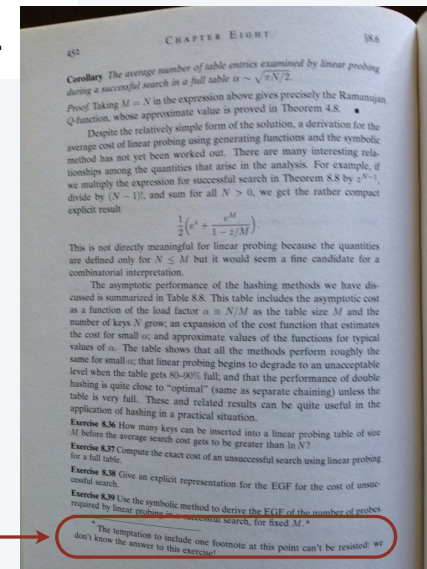 452
CHAPTER EIGHT
§8.6
Corollary The average number of table entries examined by linear probing
during a successful search in a full table is ~ √πN/2.
Proof. Taking M = N in the expression above gives precisely the Ramanujan
Q-function, whose approximate value is proved in Theorem 4.8. ■
Despite the relatively simple form of the solution, a derivation for the
average cost of linear probing using generating functions and the symbolic
method has not yet been worked out. There are many interesting rela-
tionships among the quantities that arise in the analysis. For example, if
we multiply the expression for successful search in Theorem 8.8 by z^{N-1},
divide by (N − 1)!, and sum for all N > 0, we get the rather compact
explicit result
1/2 (e^z + e^M / (1 − z/M)).
This is not directly meaningful for linear probing because the quantities
are defined only for N ≤ M but it would seem a fine candidate for a
combinatorial interpretation.
The asymptotic performance of the hashing methods we have dis-
cussed is summarized in Table 8.8. This table includes the asymptotic cost
as a function of the load factor α ≡ N/M as the table size M and the
number of keys N grow; an expansion of the cost function that estimates
the cost for small α; and approximate values of the functions for typical
values of α. The table shows that all the methods perform roughly the
same for small α; that linear probing begins to degrade to an unacceptable
level when the table gets 80–90% full; and that the performance of double
hashing is quite close to "optimal" (same as separate chaining) unless the
table is very full. These and related results can be quite useful in the
application of hashing in a practical situation.
Exercise 8.36 How many keys can be inserted into a linear probing table of size
M before the average search cost gets to be greater than ln N?
Exercise 8.37 Compute the exact cost of an unsuccessful search using linear probing
for a full table.
Exercise 8.38 Give an explicit representation for the EGF for the cost of unsuc-
cessful search.
Exercise 8.39 Use the symbolic method to derive the EGF of the number of probes
required by linear probing in a successful search, for fixed M.*
* The temptation to include one footnote at this point can't be resisted: we
don't know the answer to this exercise!